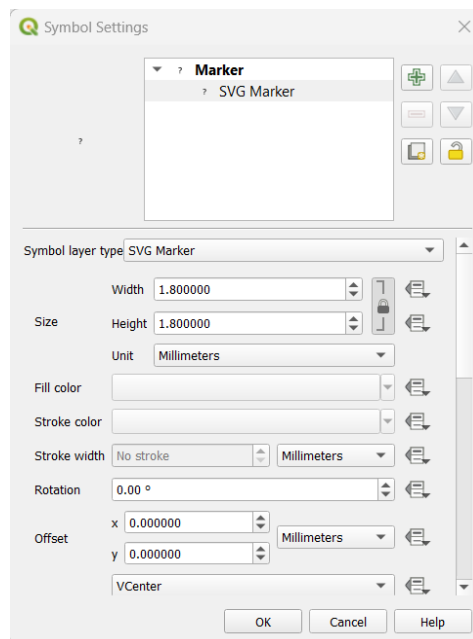 Symbol Settings
? Marker
? SVG Marker
?
Symbol layer type SVG Marker
Width 1.800000
Size
Height 1.800000
Unit Millimeters
Fill color
Stroke color
Stroke width No stroke Millimeters
Rotation 0.00 °
x 0.000000
Offset Millimeters
y 0.000000
VCenter
OK Cancel Help